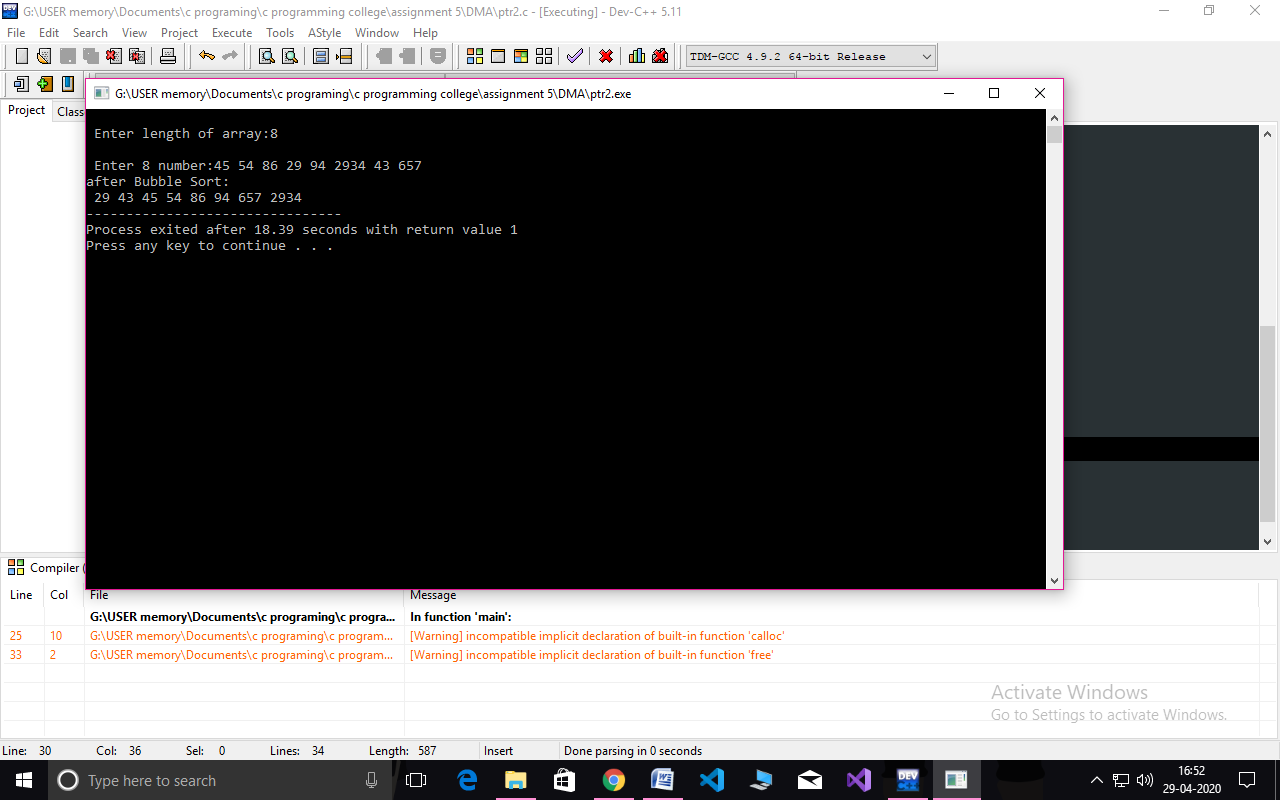 G:\USER memory\Documents\c programing\c programming college\assignment 5\DMA\ptr2.c - [Executing] - Dev-C++ 5.11
File Edit Search View Project Execute Tools AStyle Window Help
TDM-GCC 4.9.2 64-bit Release
G:\USER memory\Documents\c programing\c programming college\assignment 5\DMA\ptr2.exe
Project Class
Enter length of array:8
Enter 8 number:45 54 86 29 94 2934 43 657
after Bubble Sort:
29 43 45 54 86 94 657 2934
--------------------------------
Process exited after 18.39 seconds with return value 1
Press any key to continue . . .
Compiler (
Line Col File Message
G:\USER memory\Documents\c programing\c progra... In function 'main':
25 10 G:\USER memory\Documents\c programing\c program... [Warning] incompatible implicit declaration of built-in function 'calloc'
33 2 G:\USER memory\Documents\c programing\c program... [Warning] incompatible implicit declaration of built-in function 'free'
Activate Windows
Go to Settings to activate Windows.
Line: 30 Col: 36 Sel: 0 Lines: 34 Length: 587 Insert Done parsing in 0 seconds
Type here to search
DEV
16:52
29-04-2020